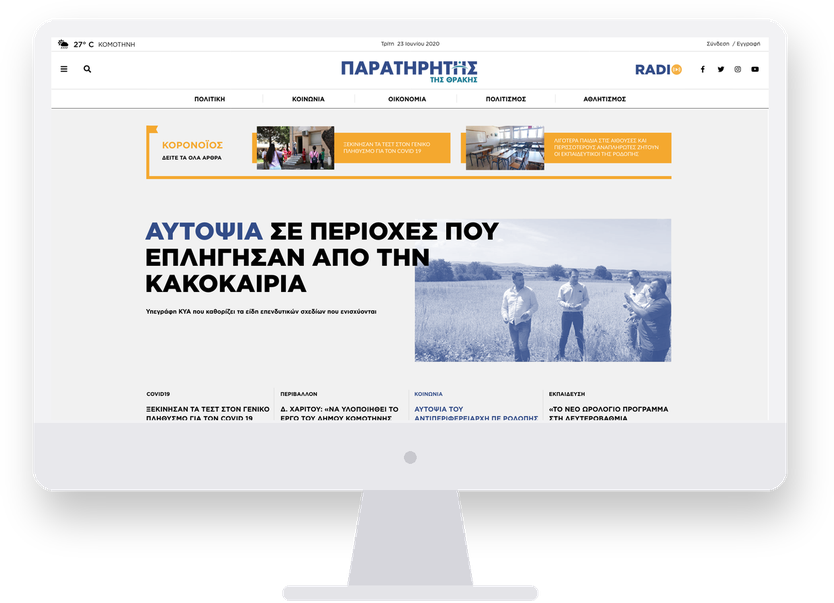 27° C ΚΟΜΟΤΗΝΗ
Τρίτη 23 Ιουνίου 2020
Σύνδεση / Εγγραφή
ΠΑΡΑΤΗΡΗΤΗΣ
ΤΗΣ ΘΡΑΚΗΣ
RADIO
ΠΟΛΙΤΙΚΗ
ΚΟΙΝΩΝΙΑ
ΟΙΚΟΝΟΜΙΑ
ΠΟΛΙΤΙΣΜΟΣ
ΑΘΛΗΤΙΣΜΟΣ
ΚΟΡΟΝΟΪΟΣ
ΔΕΙΤΕ ΤΑ ΟΛΑ ΑΡΘΡΑ
ΞΕΚΙΝΗΣΑΝ ΤΑ ΤΕΣΤ ΣΤΟΝ ΓΕΝΙΚΟ
ΠΛΗΘΥΣΜΟ ΓΙΑ ΤΟΝ COVID 19
ΛΙΓΟΤΕΡΑ ΠΑΙΔΙΑ ΣΤΙΣ ΑΙΘΟΥΣΕΣ ΚΑΙ
ΠΕΡΙΣΣΟΤΕΡΟΥΣ ΑΝΑΠΛΗΡΩΤΕΣ ΖΗΤΟΥΝ
ΟΙ ΕΚΠΑΙΔΕΥΤΙΚΟΙ ΤΗΣ ΡΟΔΟΠΗΣ
ΑΥΤΟΨΙΑ ΣΕ ΠΕΡΙΟΧΕΣ ΠΟΥ
ΕΠΛΗΓΗΣΑΝ ΑΠΟ ΤΗΝ
ΚΑΚΟΚΑΙΡΙΑ
Υπεγράφη ΚΥΑ που καθορίζει τα είδη επενδυτικών σχεδίων που ενισχύονται
COVID19
ΞΕΚΙΝΗΣΑΝ ΤΑ ΤΕΣΤ ΣΤΟΝ ΓΕΝΙΚΟ
ΠΛΗΘΥΣΜΟ ΓΙΑ ΤΟΝ COVID 19
ΠΕΡΙΒΑΛΛΟΝ
Δ. ΧΑΡΙΤΟΥ: «ΝΑ ΥΛΟΠΟΙΗΘΕΙ ΤΟ
ΕΡΓΟ ΤΟΥ ΔΗΜΟΥ ΚΟΜΟΤΗΝΗΣ
ΚΟΙΝΩΝΙΑ
ΑΥΤΟΨΙΑ ΤΟΥ
ΑΝΤΙΠΕΡΙΦΕΡΕΙΑΡΧΗ ΠΕ ΡΟΔΟΠΗΣ
ΕΚΠΑΙΔΕΥΣΗ
«ΤΟ ΝΕΟ ΩΡΟΛΟΓΙΟ ΠΡΟΓΡΑΜΜΑ
ΣΤΗ ΔΕΥΤΕΡΟΒΑΘΜΙΑ